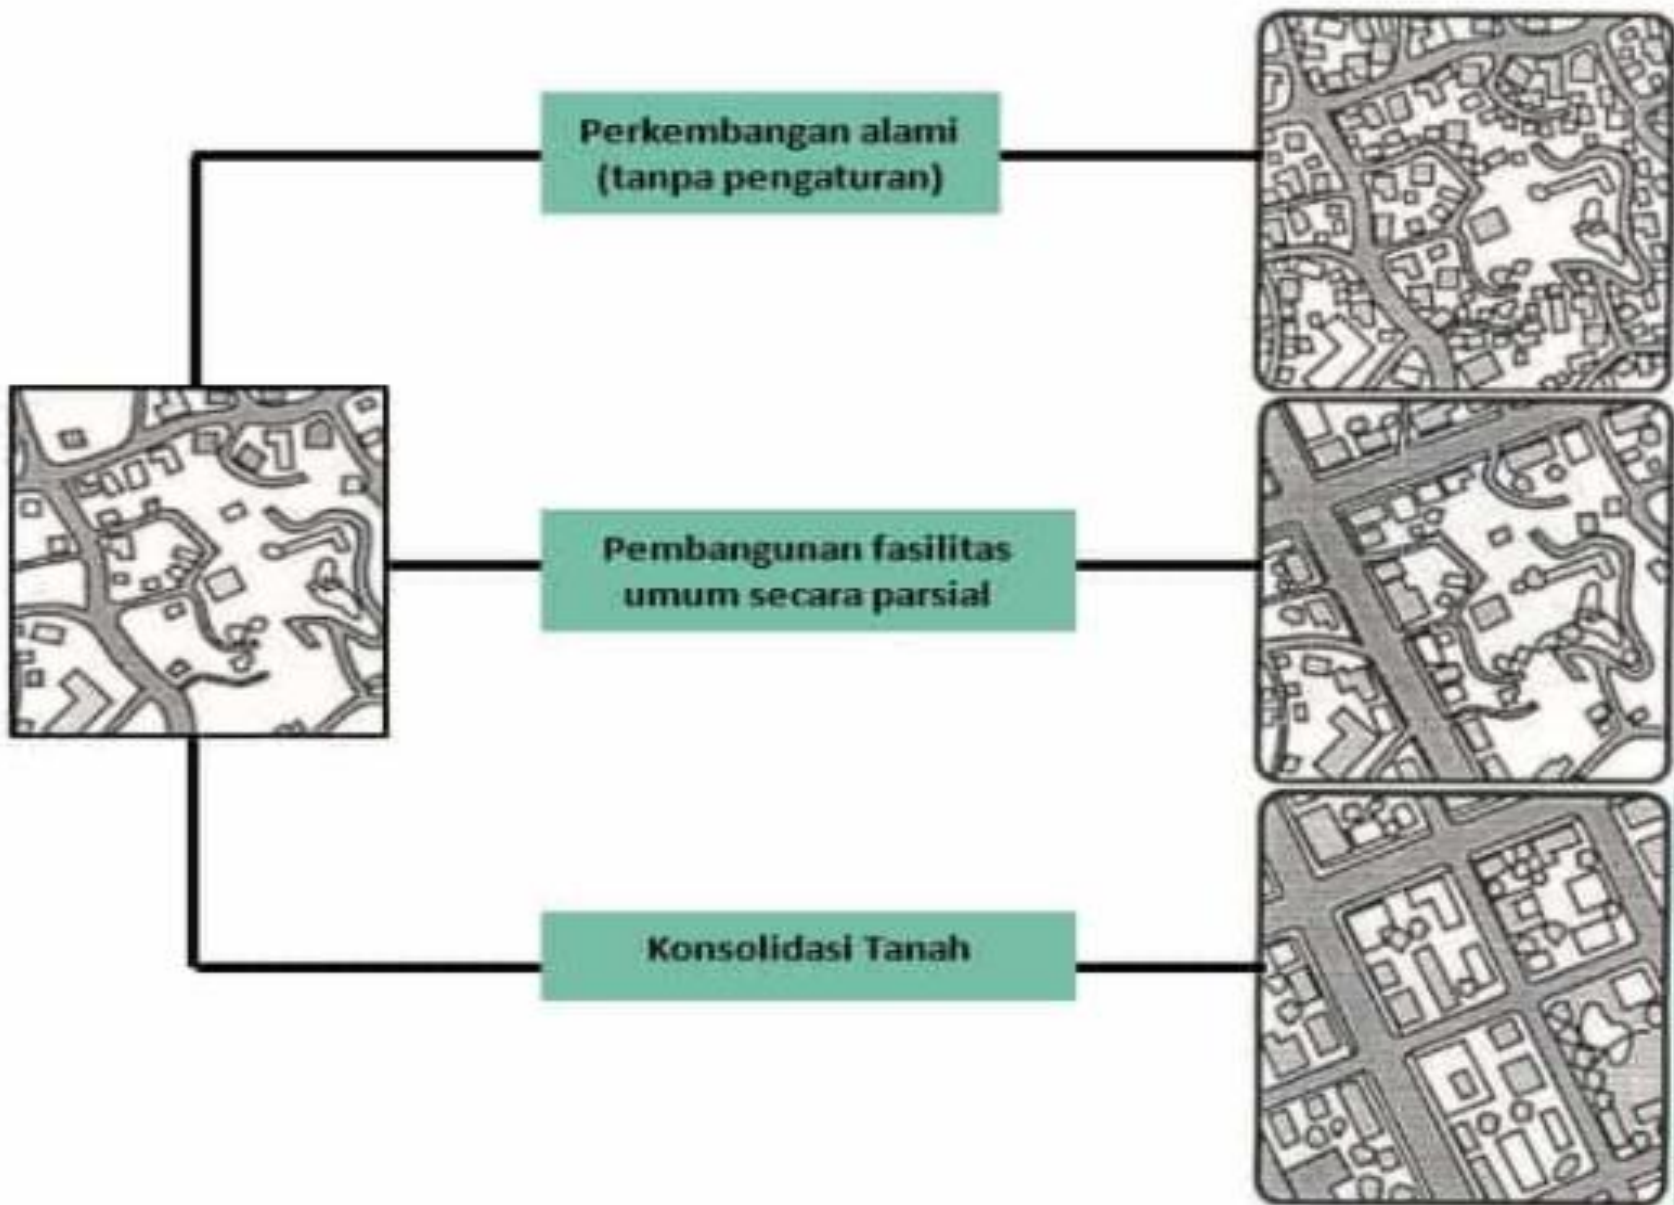 Perkembangan alami
(tanpa pengaturan)
Pembangunan fasilitas
umum secara parsial
Konsolidasi Tanah